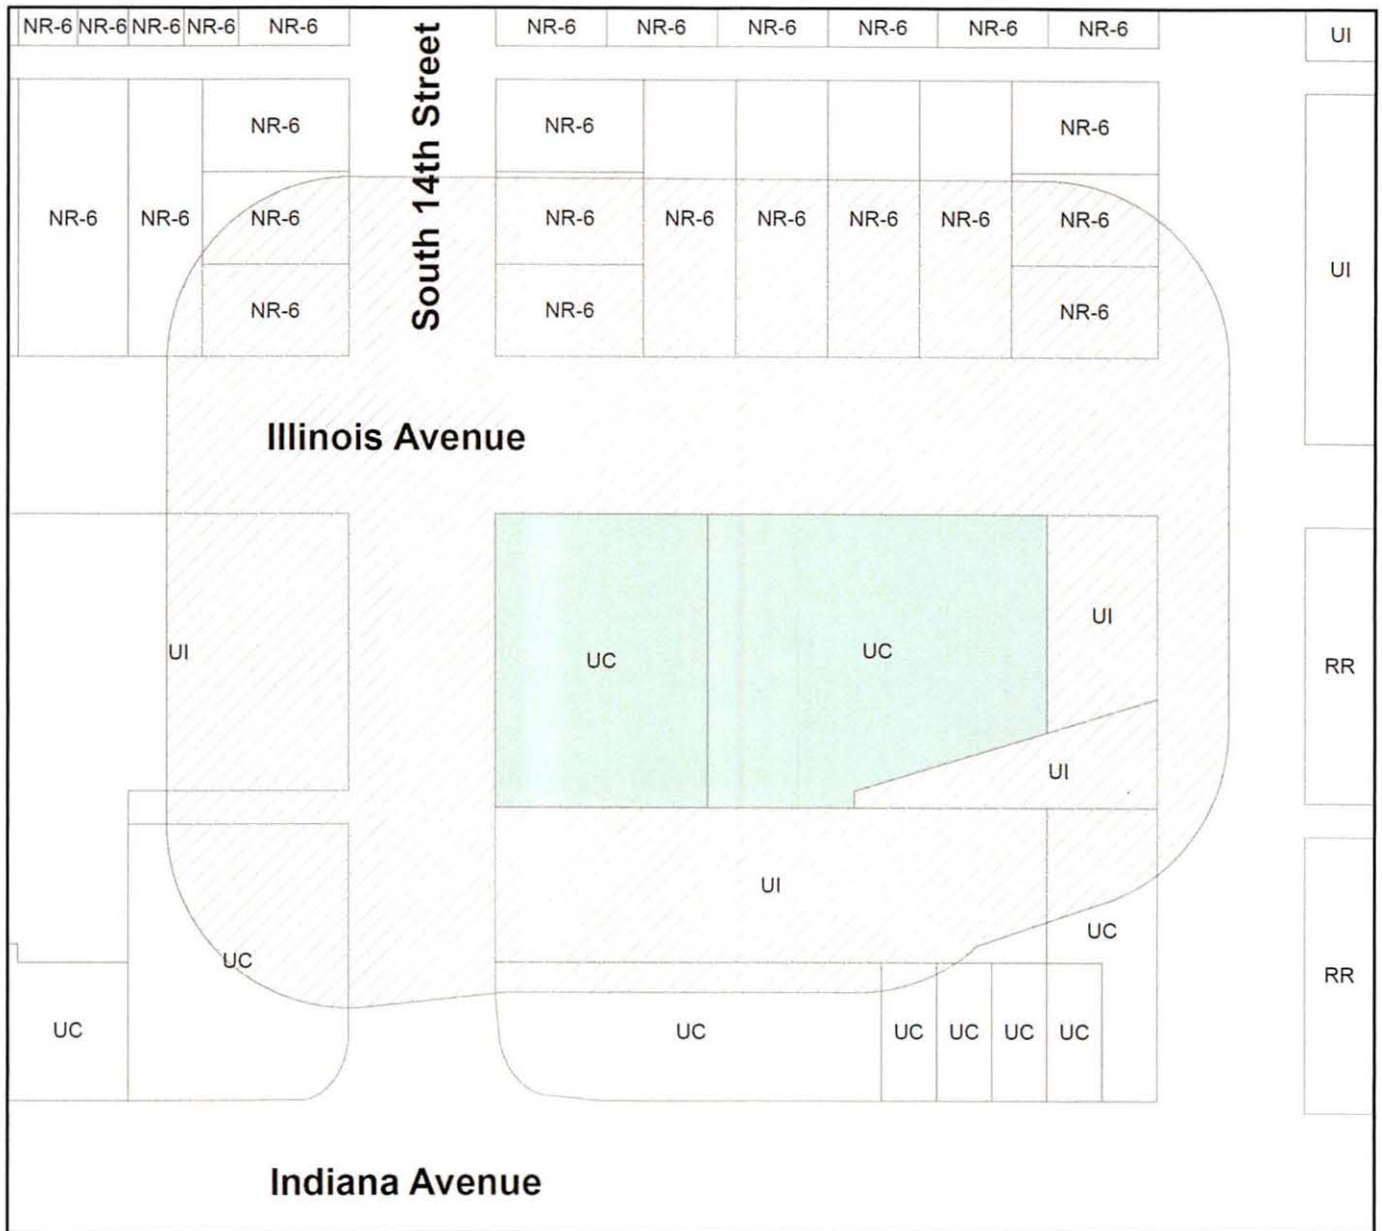 NR-6 NR-6 NR-6 NR-6 NR-6 NR-6 NR-6 NR-6 NR-6 NR-6 NR-6 UI
South 14th Street
NR-6 NR-6 NR-6
NR-6 NR-6 NR-6 NR-6 NR-6 NR-6 NR-6 NR-6 NR-6
UI
NR-6 NR-6 NR-6
Illinois Avenue
UI
UI UC UC RR
UI
UI
UC UC RR
UC UC UC UC UC UC
Indiana Avenue